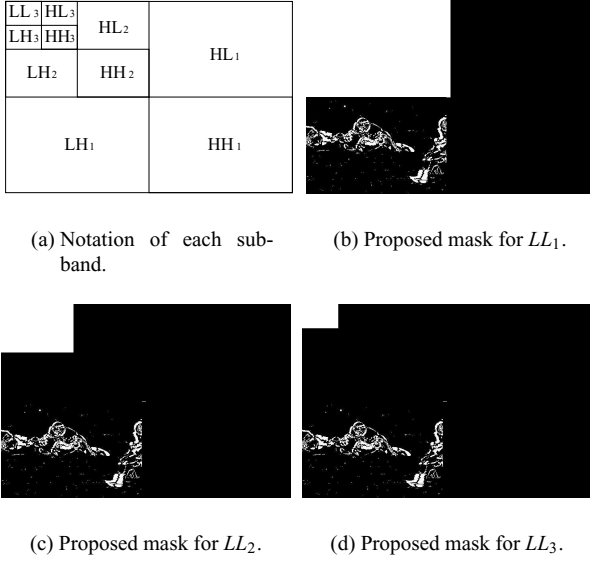 LL3 HL3
LH3 HH3
HL2
HL1
LH2 HH2
LH1 HH1
(a) Notation of each sub-
band.
(b) Proposed mask for LL1.
(c) Proposed mask for LL2.
(d) Proposed mask for LL3.